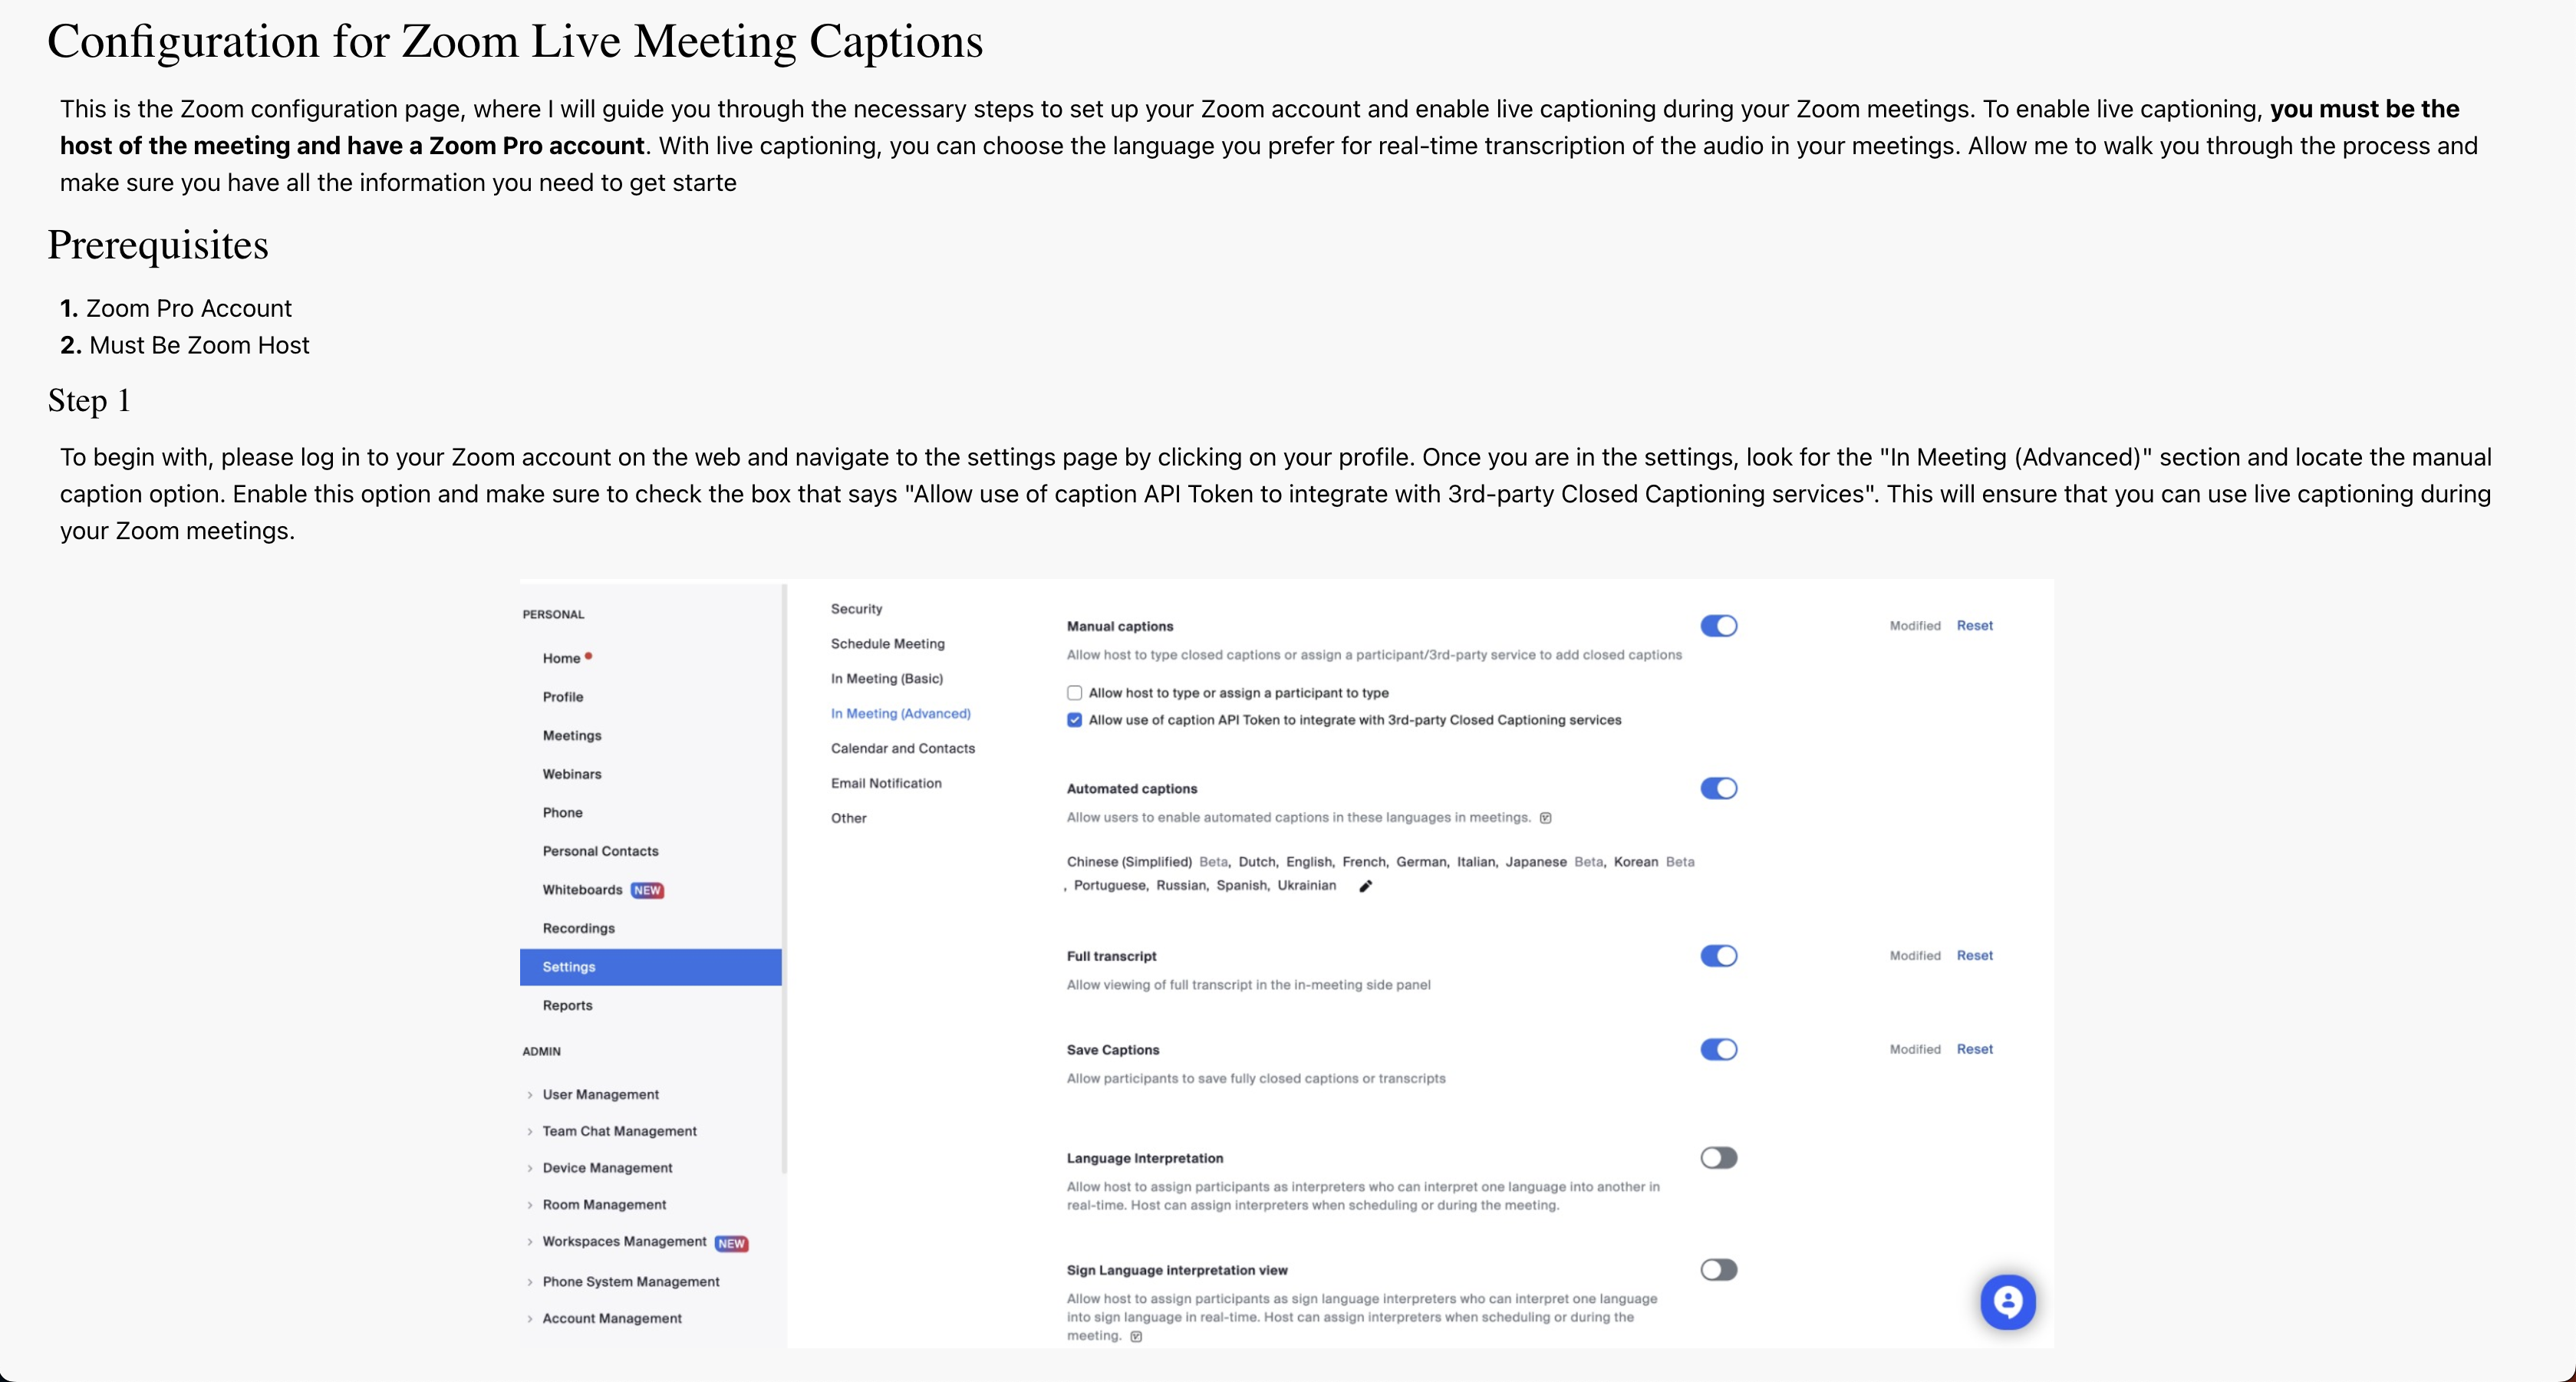 Configuration for Zoom Live Meeting Captions
This is the Zoom configuration page, where I will guide you through the necessary steps to set up your Zoom account and enable live captioning during your Zoom meetings. To enable live captioning, you must be the
host of the meeting and have a Zoom Pro account. With live captioning, you can choose the language you prefer for real-time transcription of the audio in your meetings. Allow me to walk you through the process and
make sure you have all the information you need to get starte
Prerequisites
1. Zoom Pro Account
2. Must Be Zoom Host
Step 1
To begin with, please log in to your Zoom account on the web and navigate to the settings page by clicking on your profile. Once you are in the settings, look for the "In Meeting (Advanced)" section and locate the manual
caption option. Enable this option and make sure to check the box that says "Allow use of caption API Token to integrate with 3rd-party Closed Captioning services". This will ensure that you can use live captioning during
your Zoom meetings.
PERSONAL
Home
Profile
Meetings
Webinars
Phone
Personal Contacts
Whiteboards NEW
Recordings
Settings
Reports
ADMIN
User Management
Team Chat Management
Device Management
Room Management
Workspaces Management NEW
Phone System Management
Account Management
Security
Schedule Meeting
In Meeting (Basic)
In Meeting (Advanced)
Calendar and Contacts
Email Notification
Other
Manual captions Modified Reset
Allow host to type closed captions or assign a participant/3rd-party service to add closed captions
Allow host to type or assign a participant to type
Allow use of caption API Token to integrate with 3rd-party Closed Captioning services
Automated captions
Allow users to enable automated captions in these languages in meetings.
Chinese (Simplified) Beta, Dutch, English, French, German, Italian, Japanese Beta, Korean Beta
, Portuguese, Russian, Spanish, Ukrainian
Full transcript Modified Reset
Allow viewing of full transcript in the in-meeting side panel
Save Captions Modified Reset
Allow participants to save fully closed captions or transcripts
Language Interpretation
Allow host to assign participants as interpreters who can interpret one language into another in
real-time. Host can assign interpreters when scheduling or during the meeting.
Sign Language interpretation view
Allow host to assign participants as sign language interpreters who can interpret one language
into sign language in real-time. Host can assign interpreters when scheduling or during the
meeting.